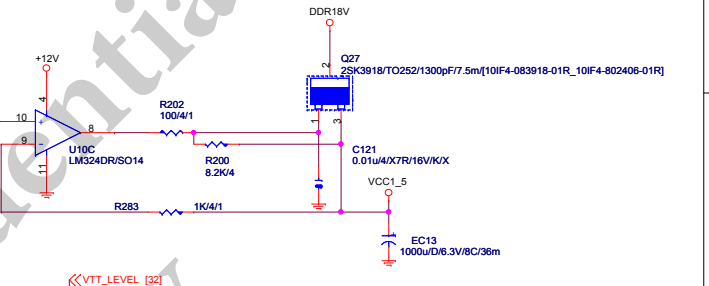 DDR18V
+12V
2
Q27
2SK3918/TO252/1300pF/7.5m/[10IF4-083918-01R_10IF4-802406-01R]
4
R202
100/4/1
1
3
10
+
8
9
-
U10C
LM324DR/SO14
11
R200
8.2K/4
C121
0.01u/4/X7R/16V/K/X
VCC1_5
R283
1K/4/1
+
EC13
1000u/D/6.3V/8C/36m
VTT_LEVEL [32]